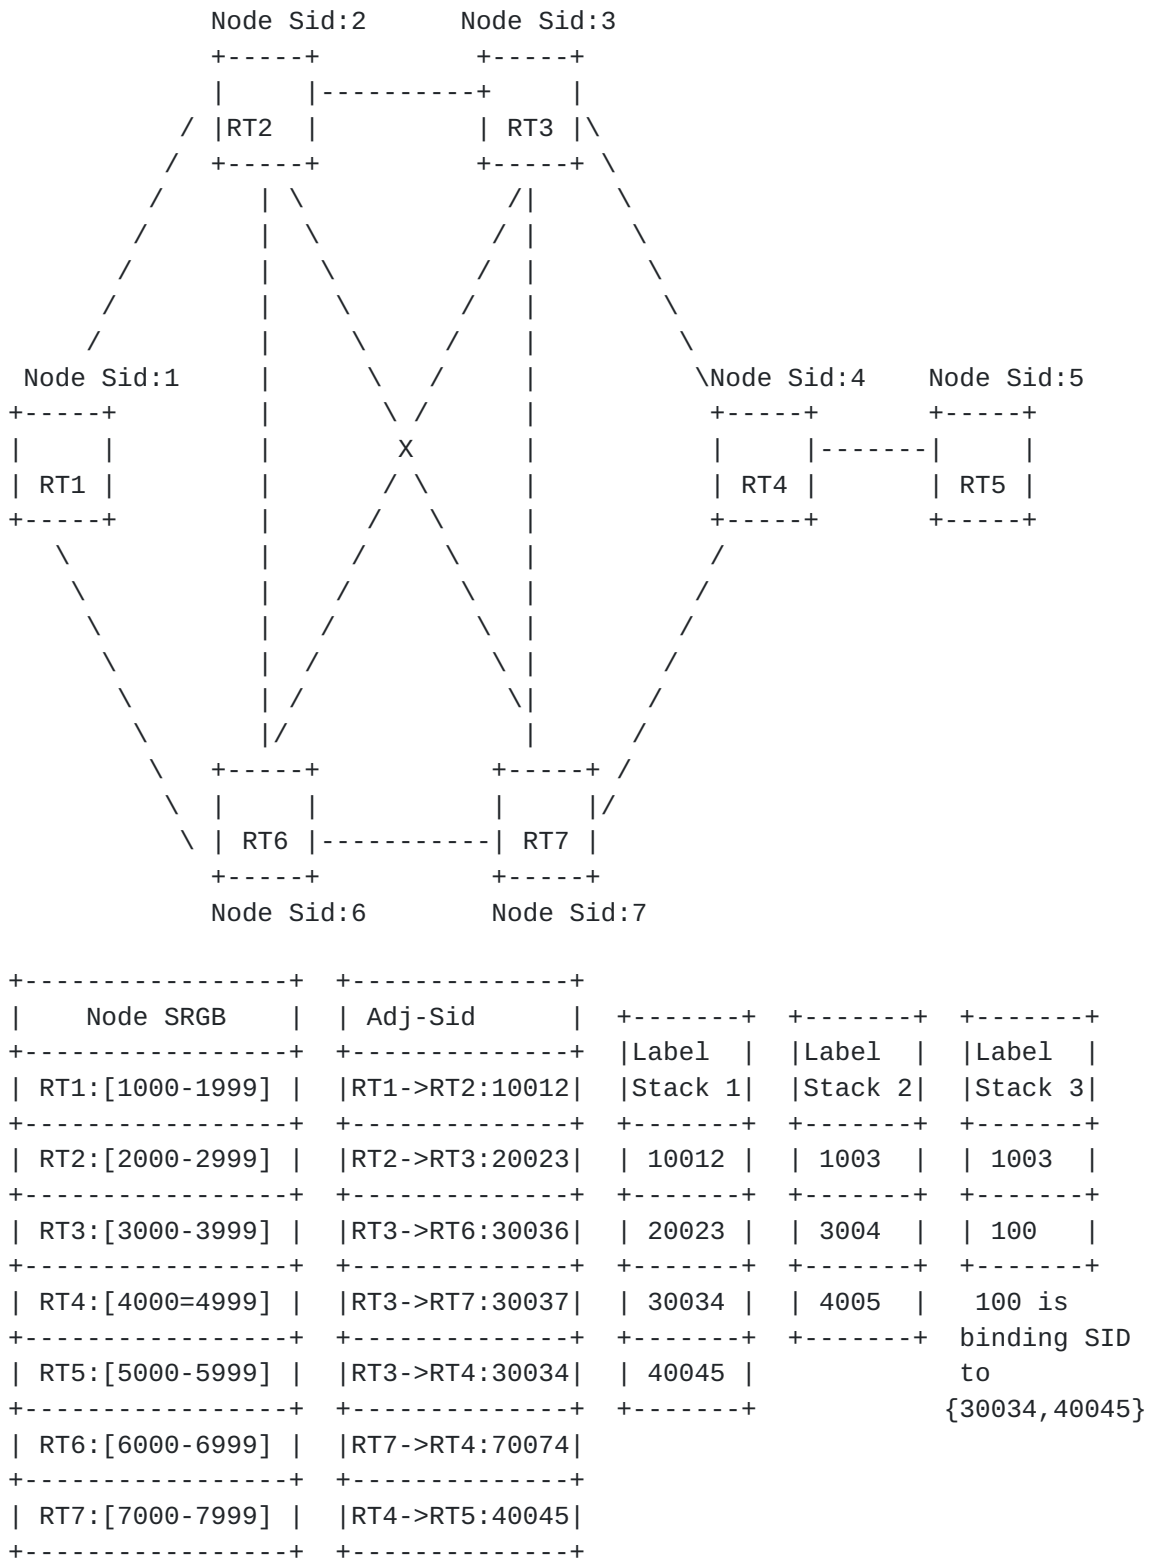 Node Sid:2 Node Sid:3
RT2 RT3
Node Sid:1 Node Sid:4 Node Sid:5
RT1 RT4 RT5
RT6 RT7
Node Sid:6 Node Sid:7
Node SRGB Adj-Sid
Label Label Label
RT1:[1000-1999] RT1->RT2:10012 Stack 1 Stack 2 Stack 3
RT2:[2000-2999] RT2->RT3:20023 10012 1003 1003
RT3:[3000-3999] RT3->RT6:30036 20023 3004 100
RT4:[4000=4999] RT3->RT7:30037 30034 4005 100 is
binding SID
RT5:[5000-5999] RT3->RT4:30034 40045 to
{30034,40045}
RT6:[6000-6999] RT7->RT4:70074
RT7:[7000-7999] RT4->RT5:40045